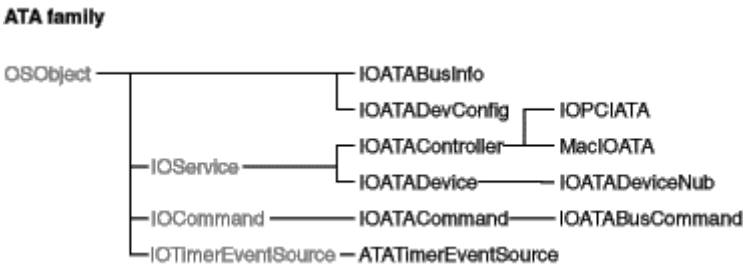 ATA family
OSObject IOATABusInfo
IOATADevConfig IOPCIATA
IOATAController MacIOATA
IOService
IOATADevice IOATADeviceNub
IOCommand IOATACommand IOATABusCommand
IOTimerEventSource ATATimerEventSource